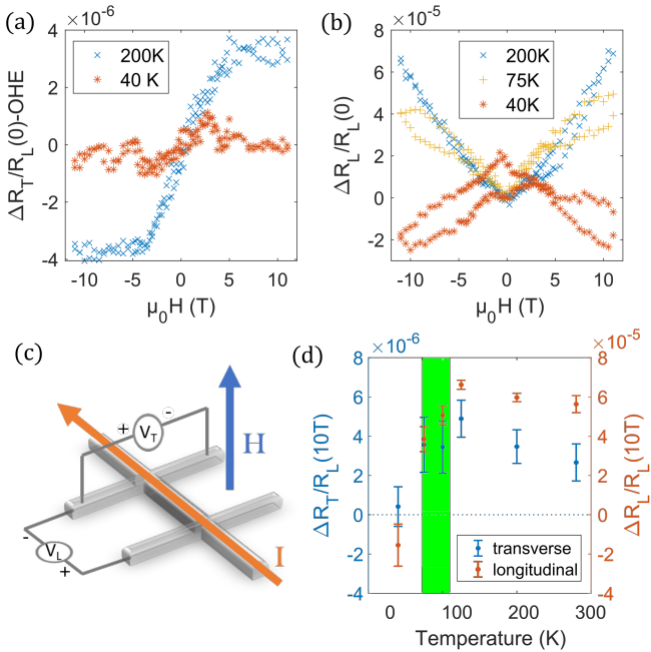 (a)
×10⁻⁶
4
2
0
-2
-4
ΔR_T/R_L(0)-OHE
200K
40 K
-10 -5 0 5 10
μ₀H (T)
(b)
×10⁻⁵
8
6
4
2
0
-2
ΔR_L/R_L(0)
200K
75K
40K
-10 -5 0 5 10
μ₀H (T)
(c)
+ V_T -
H
- V_L +
I
(d)
×10⁻⁶
8
6
4
2
0
-2
-4
ΔR_T/R_L(10T)
×10⁻⁵
8
6
4
2
0
-2
-4
ΔR_L/R_L(10T)
transverse
longitudinal
0 100 200 300
Temperature (K)